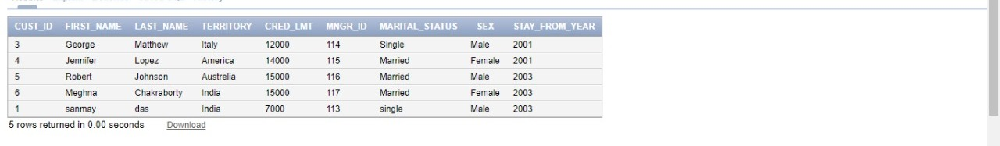 CUST_ID FIRST_NAME LAST_NAME TERRITORY CRED_LMT MNGR_ID MARITAL_STATUS SEX STAY_FROM_YEAR
3 George Matthew Italy 12000 114 Single Male 2001
4 Jennifer Lopez America 14000 115 Married Female 2001
5 Robert Johnson Austrelia 15000 116 Married Male 2003
6 Meghna Chakraborty India 15000 117 Married Female 2003
1 sanmay das India 7000 113 single Male 2003
5 rows returned in 0.00 seconds Download